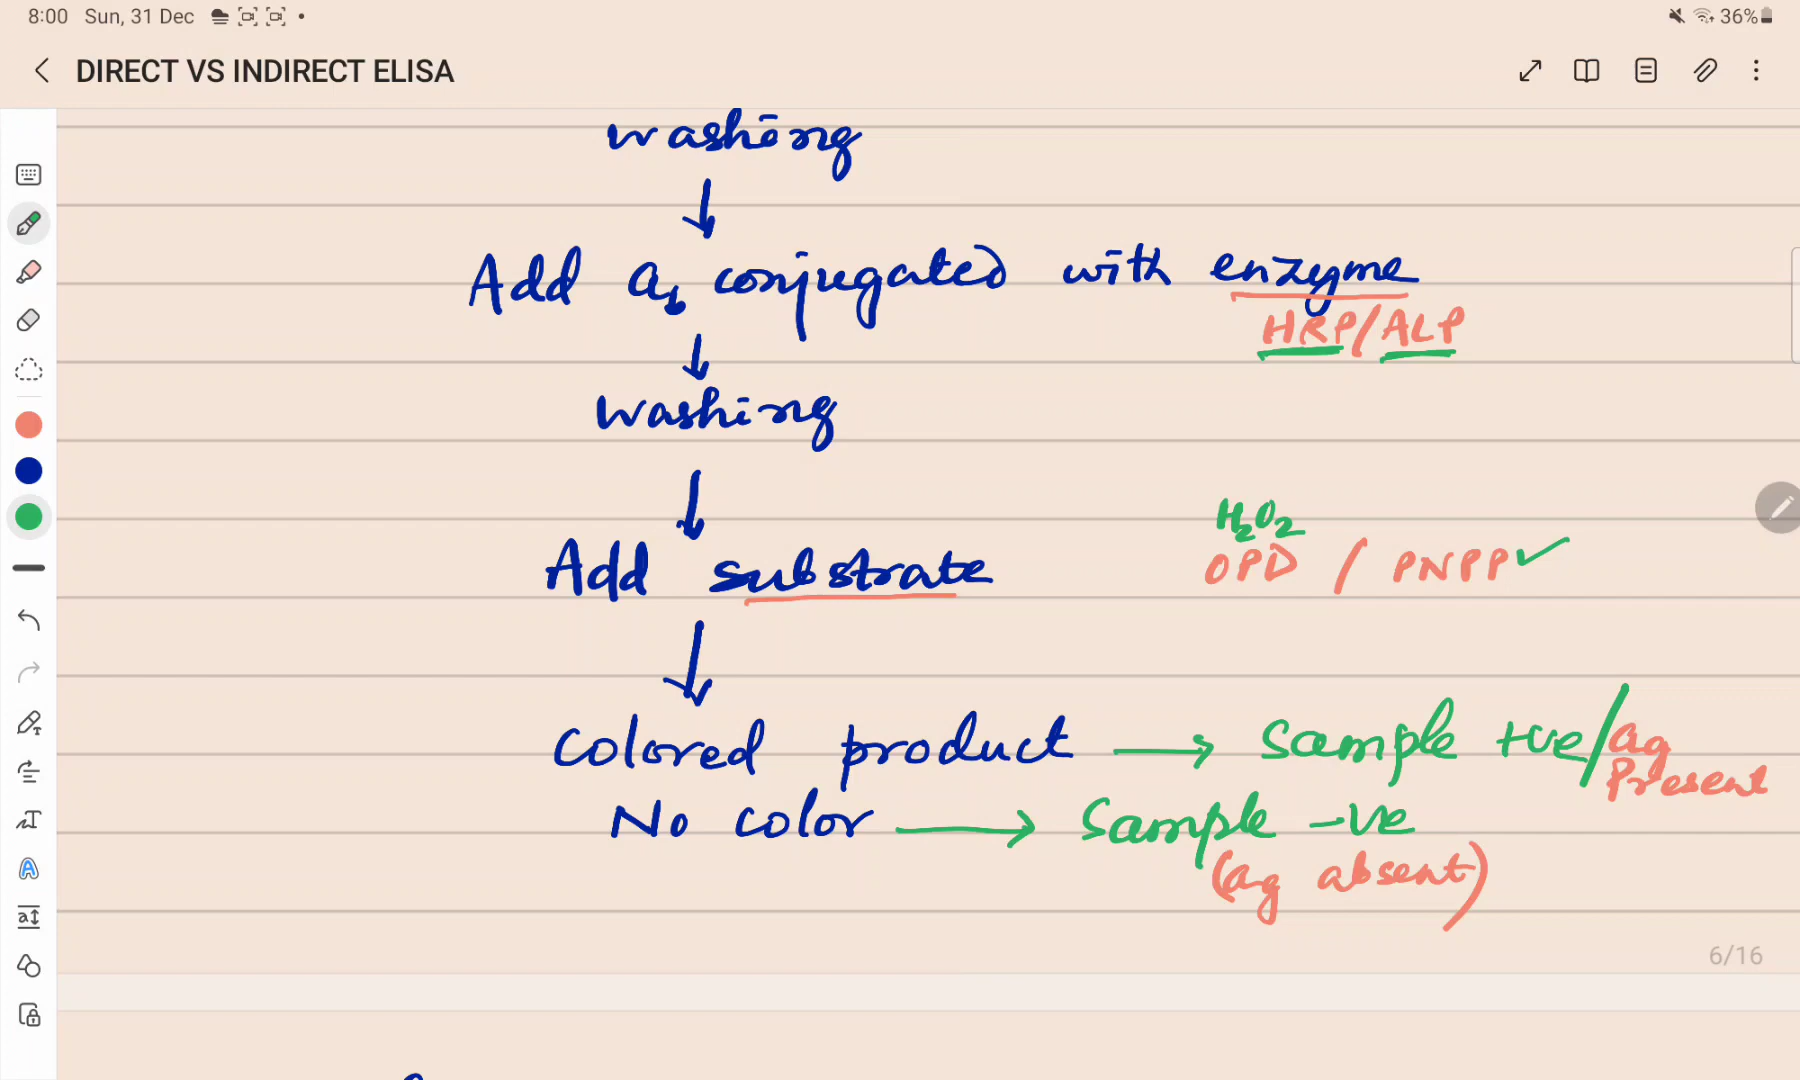 8:00 Sun, 31 Dec 36%
DIRECT VS INDIRECT ELISA
washing
Add ab conjugated with enzyme
HRP/ALP
washing
H2O2
Add substrate OPD / PNPP
Colored product → Sample +ve/ag
Present
No color → Sample -ve
(ag absent)
6/16